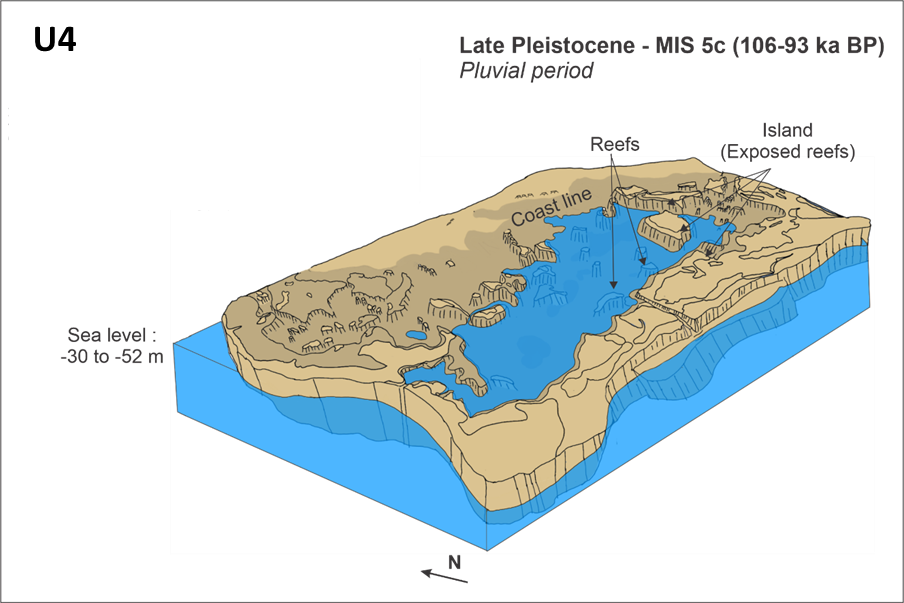 U4
Late Pleistocene - MIS 5c (106-93 ka BP)
Pluvial period
Island
(Exposed reefs)
Reefs
Coast line
Sea level :
-30 to -52 m
N